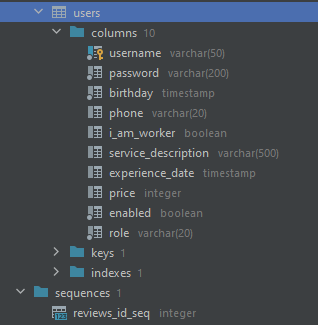 users
columns 10
username varchar(50)
password varchar(200)
birthday timestamp
phone varchar(20)
i_am_worker boolean
service_description varchar(500)
experience_date timestamp
price integer
enabled boolean
role varchar(20)
keys 1
indexes 1
sequences 1
reviews_id_seq integer